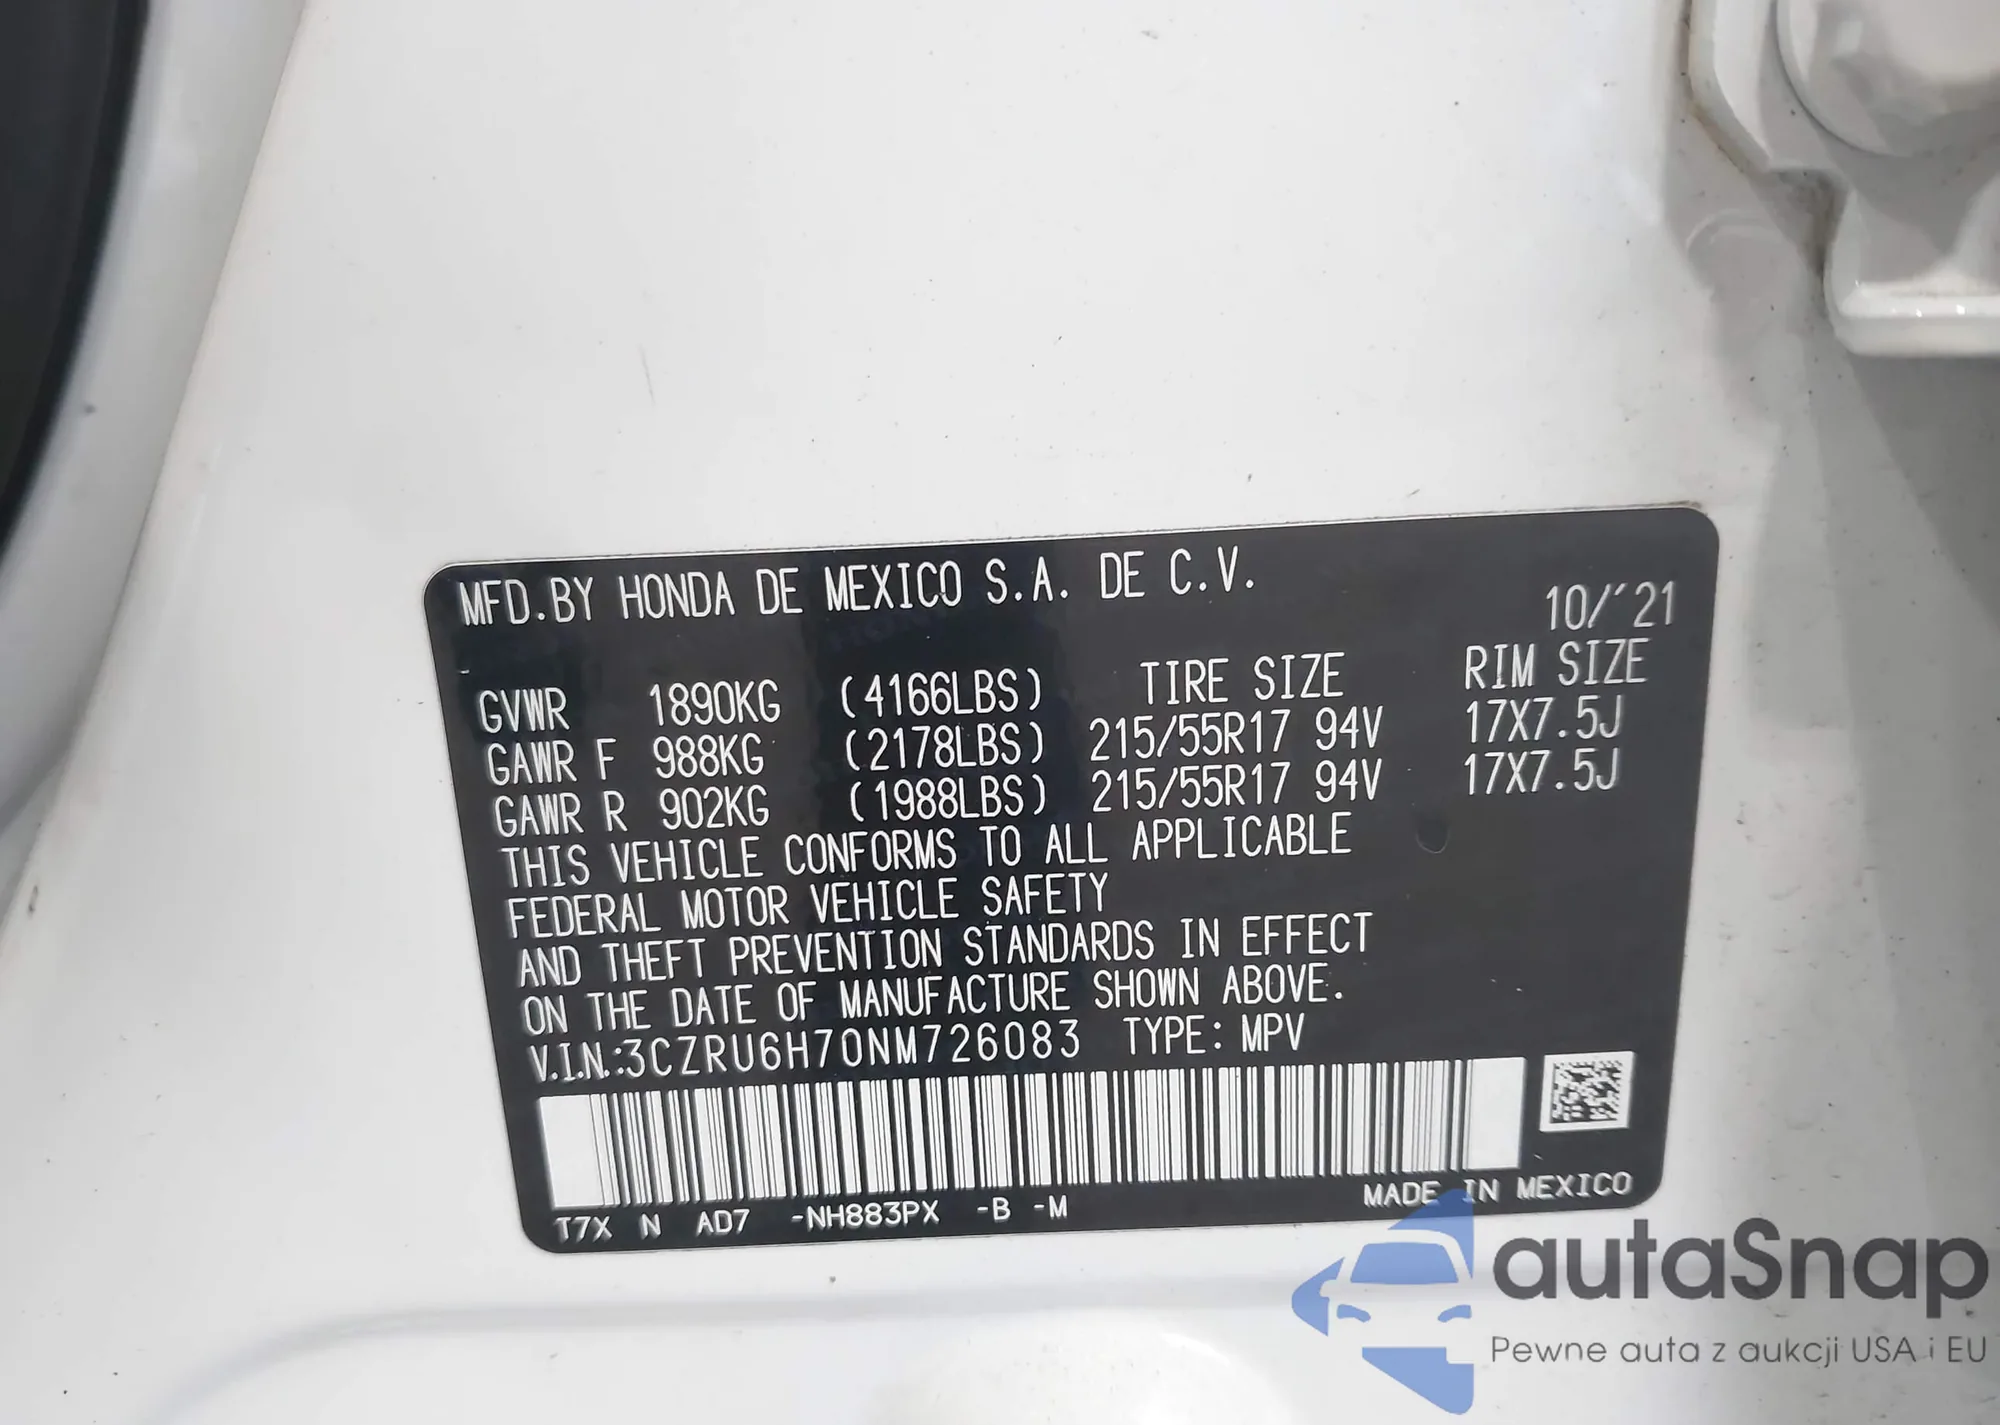 MFD.BY HONDA DE MEXICO S.A. DE C.V.
10/'21
GVWR 1890KG (4166LBS) TIRE SIZE RIM SIZE
GAWR F 988KG (2178LBS) 215/55R17 94V 17X7.5J
GAWR R 902KG (1988LBS) 215/55R17 94V 17X7.5J
THIS VEHICLE CONFORMS TO ALL APPLICABLE
FEDERAL MOTOR VEHICLE SAFETY
AND THEFT PREVENTION STANDARDS IN EFFECT
ON THE DATE OF MANUFACTURE SHOWN ABOVE.
V.I.N.:3CZRU6H70NM726083 TYPE: MPV
T7X N AD7 -NH883PX -B -M MADE IN MEXICO
autaSnap
Pewne auta z aukcji USA i EU